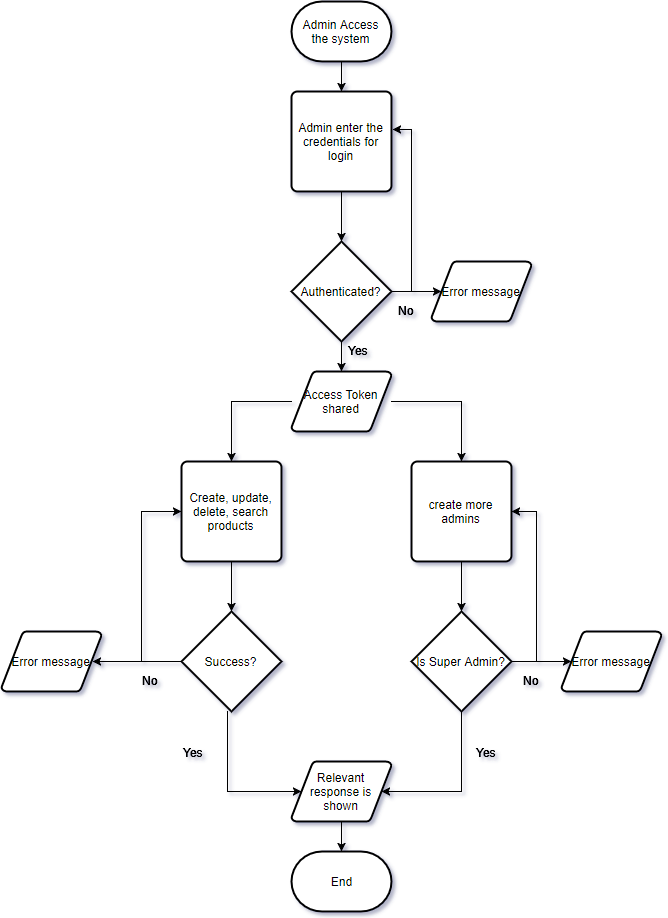 Admin Access
the system
Admin enter the
credentials for
login
Authenticated?
Error message
No
Yes
Access Token
shared
Create, update,
delete, search
products
create more
admins
Error message
Success?
Is Super Admin?
Error message
No
No
Yes
Yes
Relevant
response is
shown
End